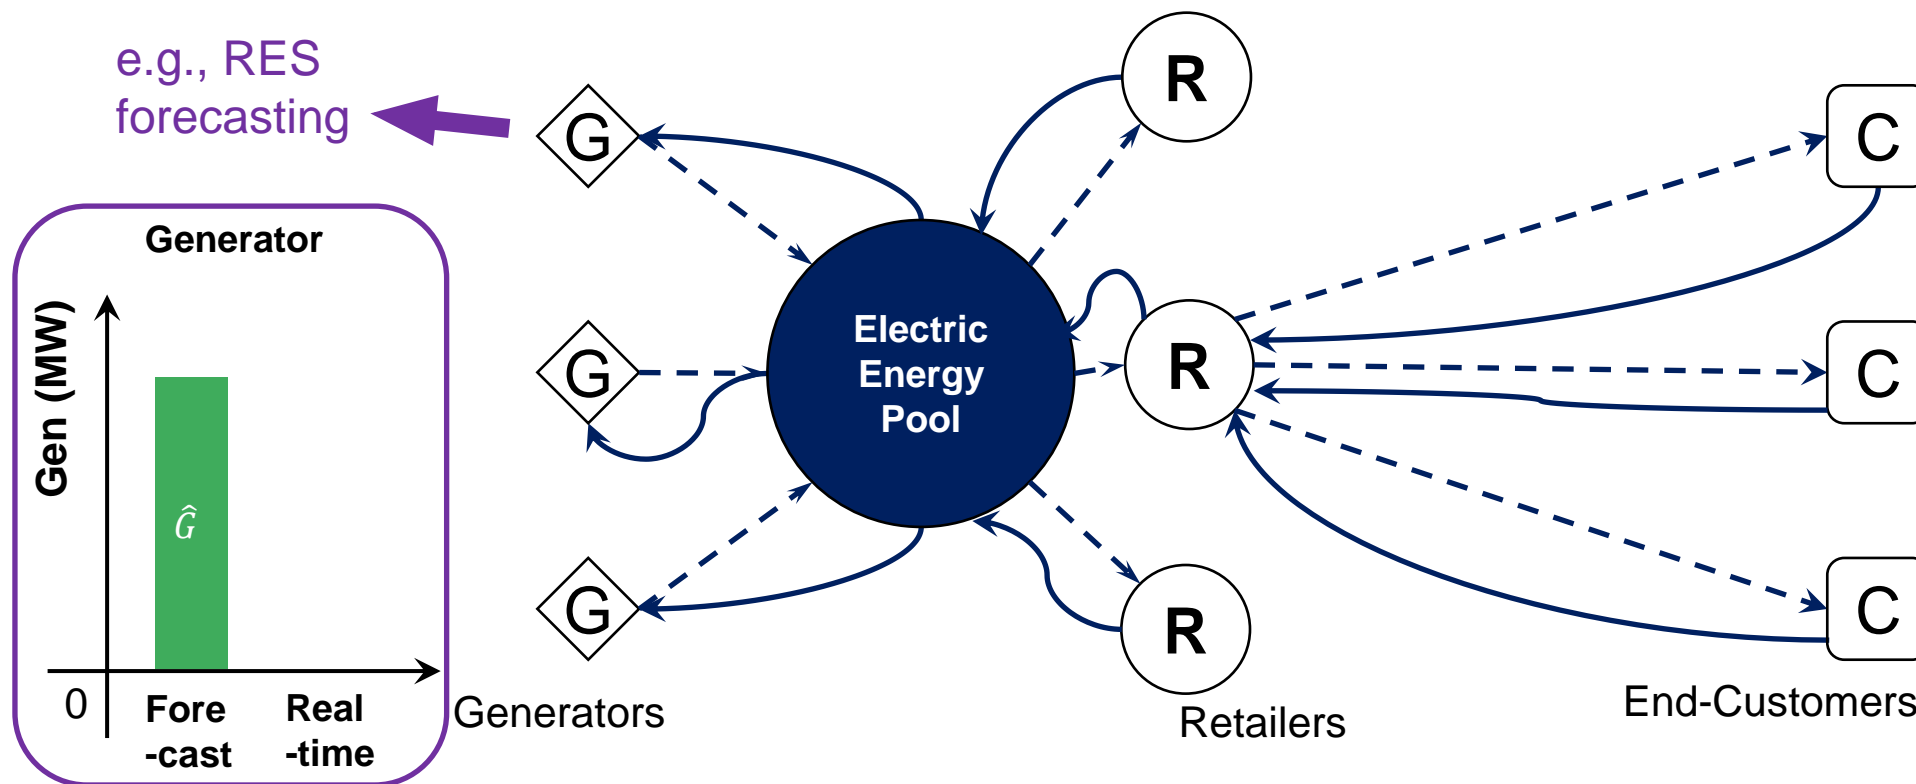 e.g., RES
forecasting
G
G
G
Generators
Electric
Energy
Pool
R
R
R
Retailers
C
C
C
End-Customers
Generator
Gen (MW)
Ĝ
0
Fore
-cast
Real
-time